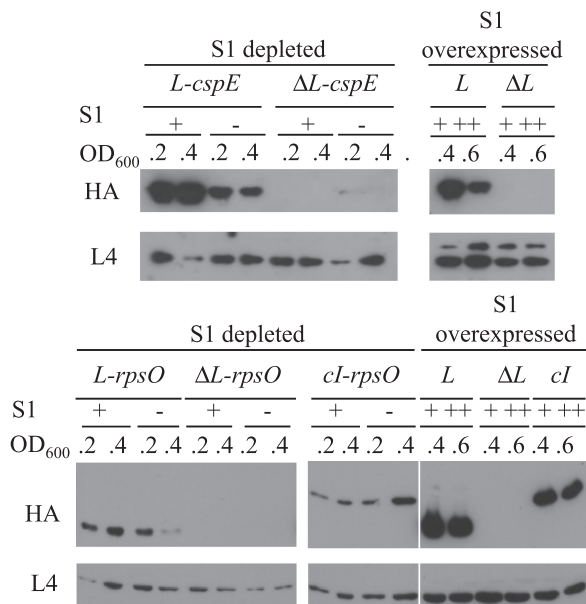 S1
S1 depleted overexpressed
L-cspE ΔL-cspE L ΔL
S1 + - + - + ++ + ++
OD600 .2 .4 .2 .4 .2 .4 .2 .4 . .4 .6 .4 .6
HA
L4
S1
S1 depleted overexpressed
L-rpsO ΔL-rpsO cI-rpsO L ΔL cI
S1 + - + - + - + ++ + ++ + ++
OD600 .2 .4 .2 .4 .2 .4 .2 .4 .2 .4 .2 .4 .4 .6 .4 .6 .4 .6
HA
L4